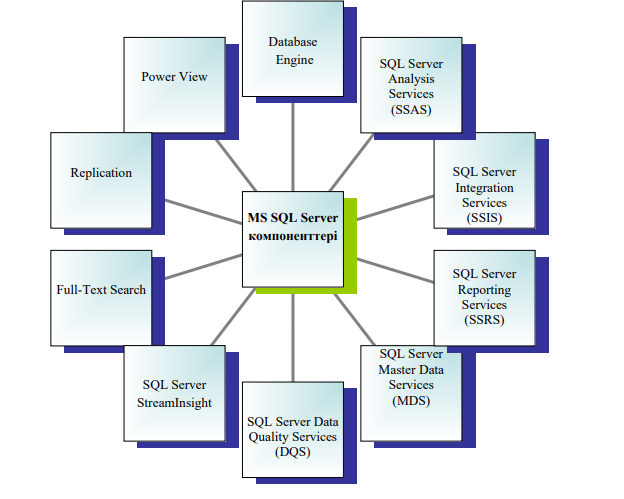 Database
Engine
SQL Server
Analysis
Services
(SSAS)
SQL Server
Integration
Services
(SSIS)
SQL Server
Reporting
Services
(SSRS)
SQL Server
Master Data
Services
(MDS)
SQL Server Data
Quality Services
(DQS)
SQL Server
StreamInsight
Full-Text Search
Replication
Power View
MS SQL Server
компоненттері